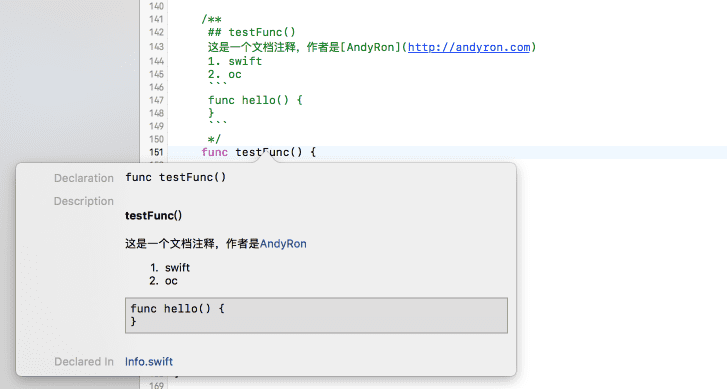 140
141 /**
142 ## testFunc()
143 这是一个文档注释，作者是[AndyRon](http://andyron.com)
144 1. swift
145 2. oc
146 ```
147 func hello() {
148 }
149 ```
150 */
151 func testFunc() {
Declaration func testFunc()
Description
testFunc()
这是一个文档注释，作者是AndyRon
1. swift
2. oc
func hello() {
}
Declared In Info.swift
169